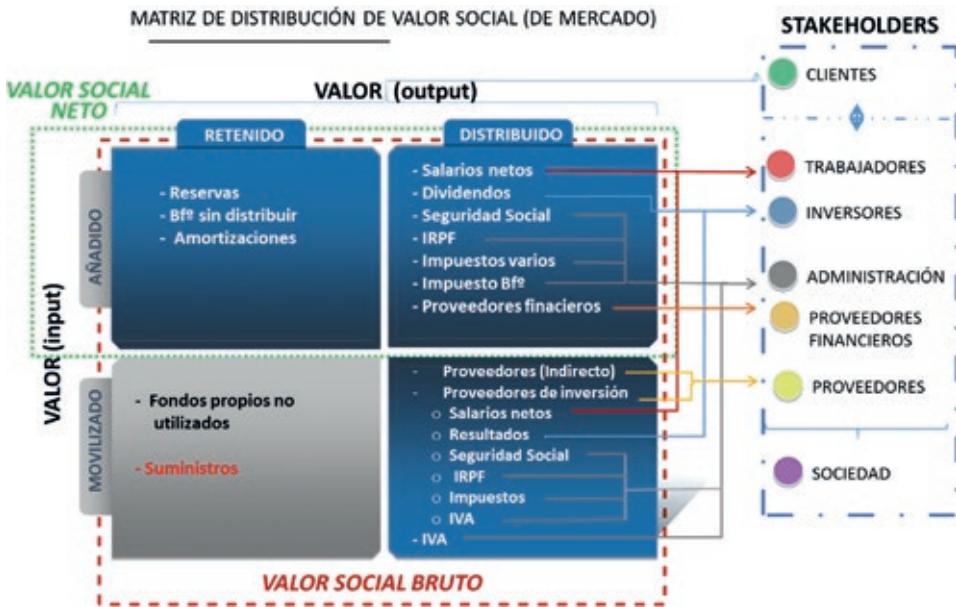 MATRIZ DE DISTRIBUCIÓN DE VALOR SOCIAL (DE MERCADO)
STAKEHOLDERS
VALOR SOCIAL
NETO
VALOR (output)
CLIENTES
RETENIDO
DISTRIBUIDO
VALOR (input)
AÑADIDO
- Reservas
- Bfº sin distribuir
- Amortizaciones
- Salarios netos
- Dividendos
- Seguridad Social
- IRPF
- Impuestos varios
- Impuesto Bfº
- Proveedores finacieros
TRABAJADORES
INVERSORES
ADMINISTRACIÓN
PROVEEDORES
FINANCIEROS
PROVEEDORES
SOCIEDAD
MOVILIZADO
- Fondos propios no
utilizados
- Suministros
- Proveedores (Indirecto)
- Proveedores de inversión
o Salarios netos
o Resultados
o Seguridad Social
o IRPF
o Impuestos
o IVA
- IVA
VALOR SOCIAL BRUTO